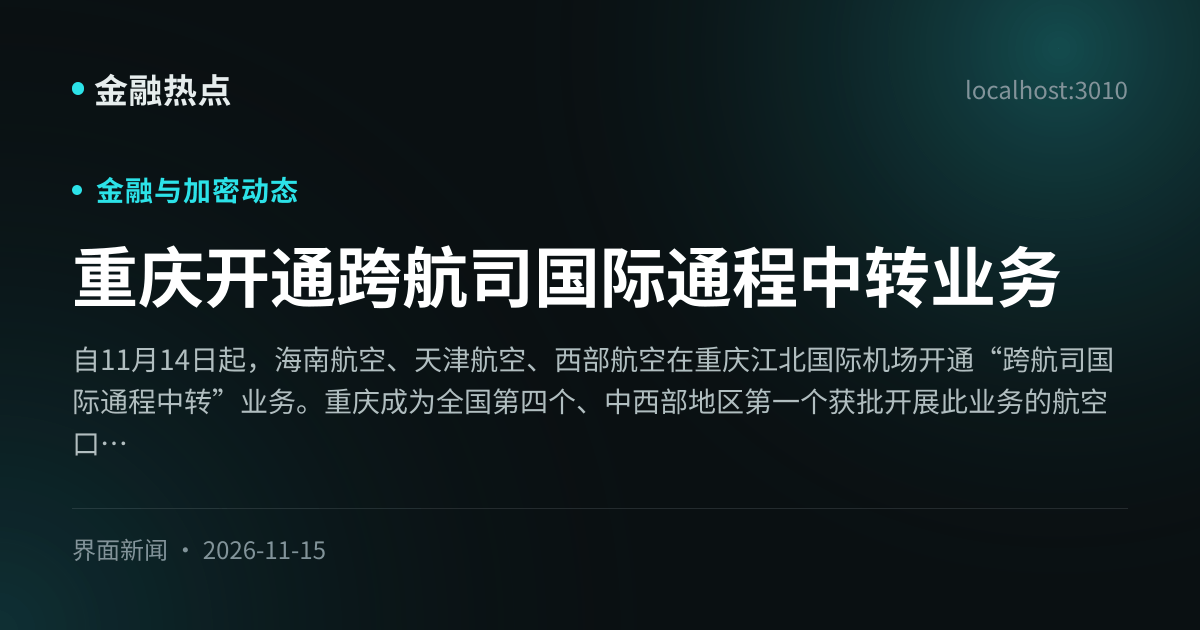 金融热点
localhost:3010
金融与加密动态
重庆开通跨航司国际通程中转业务
自11月14日起，海南航空、天津航空、西部航空在重庆江北国际机场开通“跨航司国
际通程中转”业务。重庆成为全国第四个、中西部地区第一个获批开展此业务的航空
口…
界面新闻 • 2026-11-15